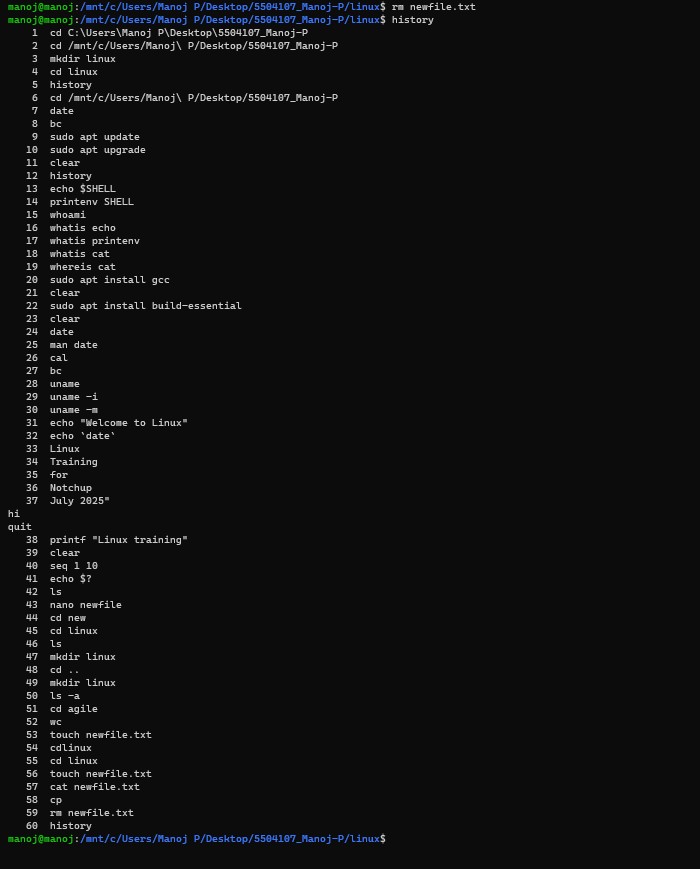 manoj@manoj:/mnt/c/Users/Manoj P/Desktop/5504107_Manoj-P/linux$ rm newfile.txt
manoj@manoj:/mnt/c/Users/Manoj P/Desktop/5504107_Manoj-P/linux$ history
1 cd C:\Users\Manoj P\Desktop\5504107_Manoj-P
2 cd /mnt/c/Users/Manoj\ P/Desktop/5504107_Manoj-P
3 mkdir linux
4 cd linux
5 history
6 cd /mnt/c/Users/Manoj\ P/Desktop/5504107_Manoj-P
7 date
8 bc
9 sudo apt update
10 sudo apt upgrade
11 clear
12 history
13 echo $SHELL
14 printenv SHELL
15 whoami
16 whatis echo
17 whatis printenv
18 whatis cat
19 whereis cat
20 sudo apt install gcc
21 clear
22 sudo apt install build-essential
23 clear
24 date
25 man date
26 cal
27 bc
28 uname
29 uname -i
30 uname -m
31 echo "Welcome to Linux"
32 echo `date`
33 Linux
34 Training
35 for
36 Notchup
37 July 2025"
hi
quit
38 printf "Linux training"
39 clear
40 seq 1 10
41 echo $?
42 ls
43 nano newfile
44 cd new
45 cd linux
46 ls
47 mkdir linux
48 cd ..
49 mkdir linux
50 ls -a
51 cd agile
52 wc
53 touch newfile.txt
54 cdlinux
55 cd linux
56 touch newfile.txt
57 cat newfile.txt
58 cp
59 rm newfile.txt
60 history
manoj@manoj:/mnt/c/Users/Manoj P/Desktop/5504107_Manoj-P/linux$